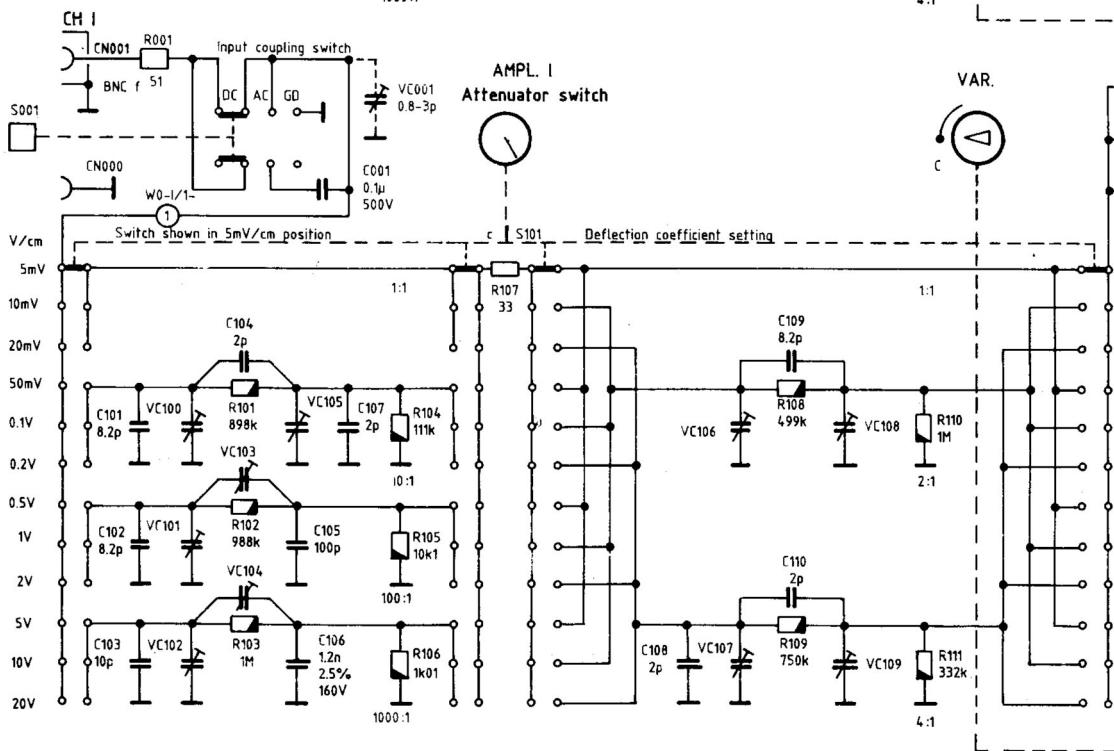 1000:1
4:1
CH I
CN001
R001
51
Input coupling switch
BNC f
DC
AC
GD
VC001
0.8-3p
S001
CN000
C001
0.1µ
500V
W0-1/1-
1
AMPL. I
Attenuator switch
VAR.
C
V/cm
Switch shown in 5mV/cm position
c
S101
Deflection coefficient setting
5mV
1:1
R107
33
1:1
10mV
20mV
C104
2p
C109
8.2p
50mV
C101
8.2p
VC100
R101
898k
VC105
C107
2p
R104
111k
VC106
R108
499k
VC108
R110
1M
0.1V
0.2V
VC103
10:1
2:1
0.5V
C102
8.2p
VC101
R102
988k
C105
100p
R105
10k1
1V
2V
VC104
100:1
C110
2p
5V
C103
10p
VC102
R103
1M
C106
1.2n
2.5%
160V
R106
1k01
C108
2p
VC107
R109
750k
VC109
R111
332k
10V
20V
1000:1
4:1